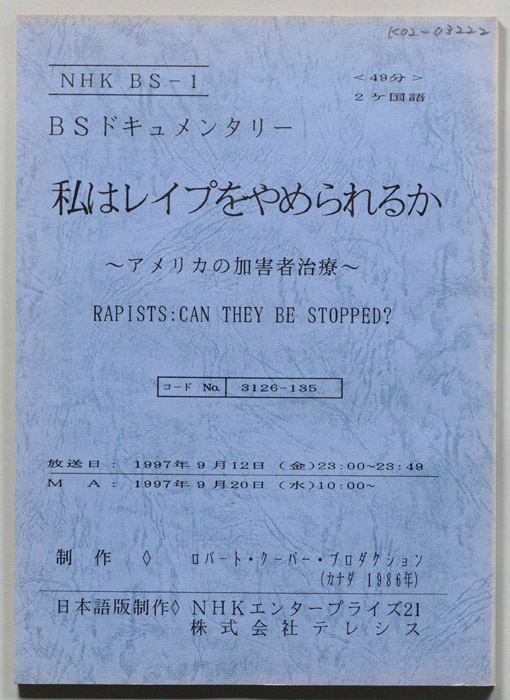 K02-03222
NHK BS-1
<49分>
2ヶ国語
BSドキュメンタリー
私はレイプをやめられるか
～アメリカの加害者治療～
RAPISTS:CAN THEY BE STOPPED?
コード No. 3126-135
放送日: 1997年9月12日 (金)23:00~23:49
M A: 1997年9月20日 (水)10:00~
制作◇ ロバート・クーパー・プロダクション
(カナダ 1986年)
日本語版制作◇ NHKエンタープライズ21
株式会社テレシス